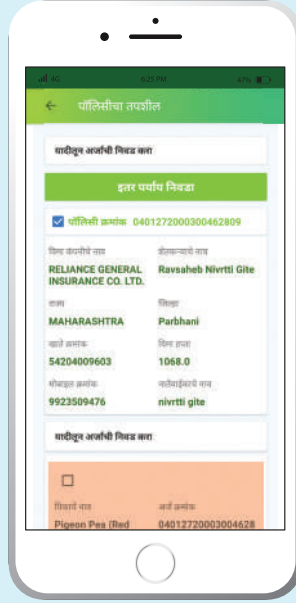 4G 6:25 PM 47%
← पॉलिसीचा तपशील
यादीतून अर्जाची निवड करा
इतर पर्याय निवडा
पॉलिसी क्रमांक 0401272000300462809
विमा कंपनीचे नाव शेतकऱ्याचे नाव
RELIANCE GENERAL INSURANCE CO. LTD. Ravsaheb Nivrtti Gite
राज्य जिल्हा
MAHARASHTRA Parbhani
खाते क्रमांक विमा हप्ता
54204009603 1068.0
मोबाइल क्रमांक नातेवाईकाचे नाव
9923509476 nivrtti gite
यादीतून अर्जाची निवड करा
पिकाचे नाव अर्ज क्रमांक
Pigeon Pea (Red 04012720003004628